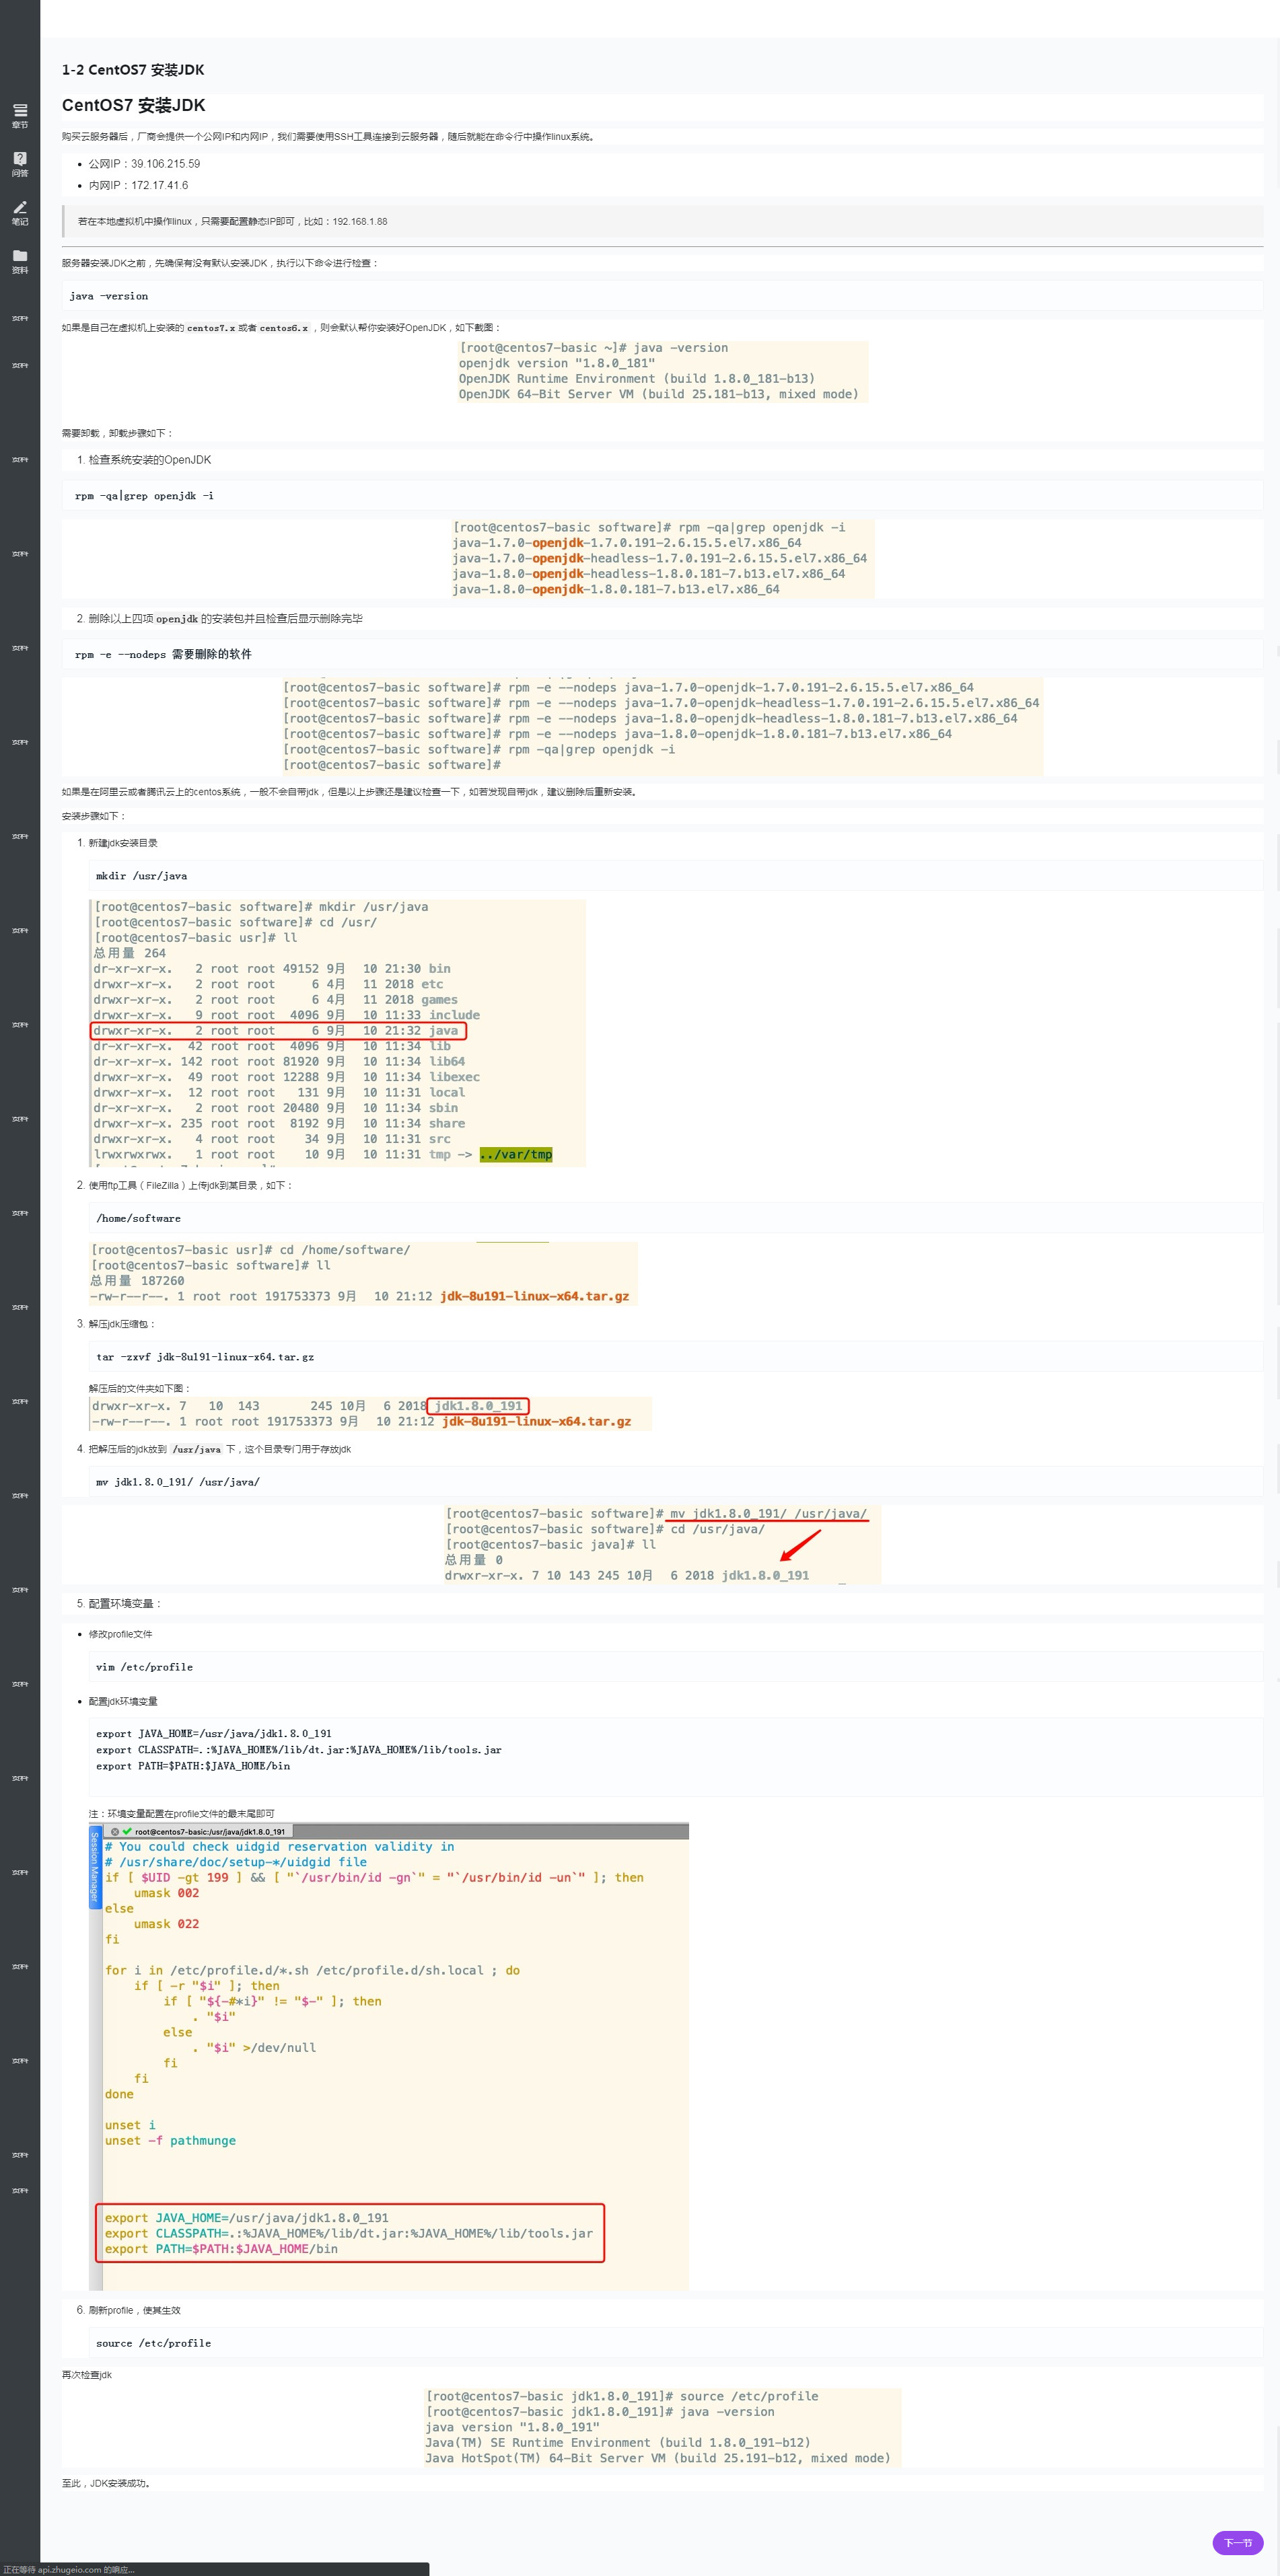 1-2 CentOS7 安装JDK
CentOS7 安装JDK
购买云服务器后，厂商会提供一个公网IP和内网IP，我们需要使用SSH工具连接到云服务器，随后就能在命令行中操作linux系统。
公网IP：39.106.215.59
内网IP：172.17.41.6
若在本地虚拟机中操作linux，只需要配置静态IP即可，比如：192.168.1.88
服务器安装JDK之前，先确保有没有默认安装JDK，执行以下命令进行检查：
java -version
如果是自己在虚拟机上安装的 centos7.x 或者 centos6.x ，则会默认帮你安装好OpenJDK，如下截图：
[root@centos7-basic ~]# java -version
openjdk version "1.8.0_181"
OpenJDK Runtime Environment (build 1.8.0_181-b13)
OpenJDK 64-Bit Server VM (build 25.181-b13, mixed mode)
需要卸载，卸载步骤如下：
1. 检查系统安装的OpenJDK
rpm -qa|grep openjdk -i
[root@centos7-basic software]# rpm -qa|grep openjdk -i
java-1.7.0-openjdk-1.7.0.191-2.6.15.5.el7.x86_64
java-1.7.0-openjdk-headless-1.7.0.191-2.6.15.5.el7.x86_64
java-1.8.0-openjdk-headless-1.8.0.181-7.b13.el7.x86_64
java-1.8.0-openjdk-1.8.0.181-7.b13.el7.x86_64
2. 删除以上四项 openjdk 的安装包并且检查后显示删除完毕
rpm -e --nodeps 需要删除的软件
[root@centos7-basic software]# rpm -e --nodeps java-1.7.0-openjdk-1.7.0.191-2.6.15.5.el7.x86_64
[root@centos7-basic software]# rpm -e --nodeps java-1.7.0-openjdk-headless-1.7.0.191-2.6.15.5.el7.x86_64
[root@centos7-basic software]# rpm -e --nodeps java-1.8.0-openjdk-headless-1.8.0.181-7.b13.el7.x86_64
[root@centos7-basic software]# rpm -e --nodeps java-1.8.0-openjdk-1.8.0.181-7.b13.el7.x86_64
[root@centos7-basic software]# rpm -qa|grep openjdk -i
[root@centos7-basic software]#
如果是在阿里云或者腾讯云上的centos系统，一般不会自带jdk，但是以上步骤还是建议检查一下，如若发现自带jdk，建议删除后重新安装。
安装步骤如下：
1. 新建jdk安装目录
mkdir /usr/java
[root@centos7-basic software]# mkdir /usr/java
[root@centos7-basic software]# cd /usr/
[root@centos7-basic usr]# ll
总用量 264
dr-xr-xr-x. 2 root root 49152 9月 10 21:30 bin
drwxr-xr-x. 2 root root 6 4月 11 2018 etc
drwxr-xr-x. 2 root root 6 4月 11 2018 games
drwxr-xr-x. 9 root root 4096 9月 10 11:33 include
drwxr-xr-x. 2 root root 6 9月 10 21:32 java
dr-xr-xr-x. 42 root root 4096 9月 10 11:34 lib
dr-xr-xr-x. 142 root root 81920 9月 10 11:34 lib64
drwxr-xr-x. 49 root root 12288 9月 10 11:34 libexec
drwxr-xr-x. 12 root root 131 9月 10 11:31 local
dr-xr-xr-x. 2 root root 20480 9月 10 11:34 sbin
drwxr-xr-x. 235 root root 8192 9月 10 11:34 share
drwxr-xr-x. 4 root root 34 9月 10 11:31 src
lrwxrwxrwx. 1 root root 10 9月 10 11:31 tmp -> ../var/tmp
2. 使用ftp工具（FileZilla）上传jdk到某目录，如下：
/home/software
[root@centos7-basic usr]# cd /home/software/
[root@centos7-basic software]# ll
总用量 187260
-rw-r--r--. 1 root root 191753373 9月 10 21:12 jdk-8u191-linux-x64.tar.gz
3. 解压jdk压缩包：
tar -zxvf jdk-8u191-linux-x64.tar.gz
解压后的文件夹如下图：
drwxr-xr-x. 7 10 143 245 10月 6 2018 jdk1.8.0_191
-rw-r--r--. 1 root root 191753373 9月 10 21:12 jdk-8u191-linux-x64.tar.gz
4. 把解压后的jdk放到 /usr/java 下，这个目录专门用于存放jdk
mv jdk1.8.0_191/ /usr/java/
[root@centos7-basic software]# mv jdk1.8.0_191/ /usr/java/
[root@centos7-basic software]# cd /usr/java/
[root@centos7-basic java]# ll
总用量 0
drwxr-xr-x. 7 10 143 245 10月 6 2018 jdk1.8.0_191
5. 配置环境变量：
修改profile文件
vim /etc/profile
配置jdk环境变量
export JAVA_HOME=/usr/java/jdk1.8.0_191
export CLASSPATH=.:%JAVA_HOME%/lib/dt.jar:%JAVA_HOME%/lib/tools.jar
export PATH=$PATH:$JAVA_HOME/bin
注：环境变量配置在profile文件的最末尾即可
Session Manager
root@centos7-basic:/usr/java/jdk1.8.0_191
# You could check uidgid reservation validity in
# /usr/share/doc/setup-*/uidgid file
if [ $UID -gt 199 ] && [ "`/usr/bin/id -gn`" = "`/usr/bin/id -un`" ]; then
umask 002
else
umask 022
fi
for i in /etc/profile.d/*.sh /etc/profile.d/sh.local ; do
if [ -r "$i" ]; then
if [ "${-#*i}" != "$-" ]; then
. "$i"
else
. "$i" >/dev/null
fi
fi
done
unset i
unset -f pathmunge
export JAVA_HOME=/usr/java/jdk1.8.0_191
export CLASSPATH=.:%JAVA_HOME%/lib/dt.jar:%JAVA_HOME%/lib/tools.jar
export PATH=$PATH:$JAVA_HOME/bin
6. 刷新profile，使其生效
source /etc/profile
再次检查jdk
[root@centos7-basic jdk1.8.0_191]# source /etc/profile
[root@centos7-basic jdk1.8.0_191]# java -version
java version "1.8.0_191"
Java(TM) SE Runtime Environment (build 1.8.0_191-b12)
Java HotSpot(TM) 64-Bit Server VM (build 25.191-b12, mixed mode)
至此，JDK安装成功。
下一节
章节
问答
笔记
资料
正在等待 api.zhugeio.com 的响应...